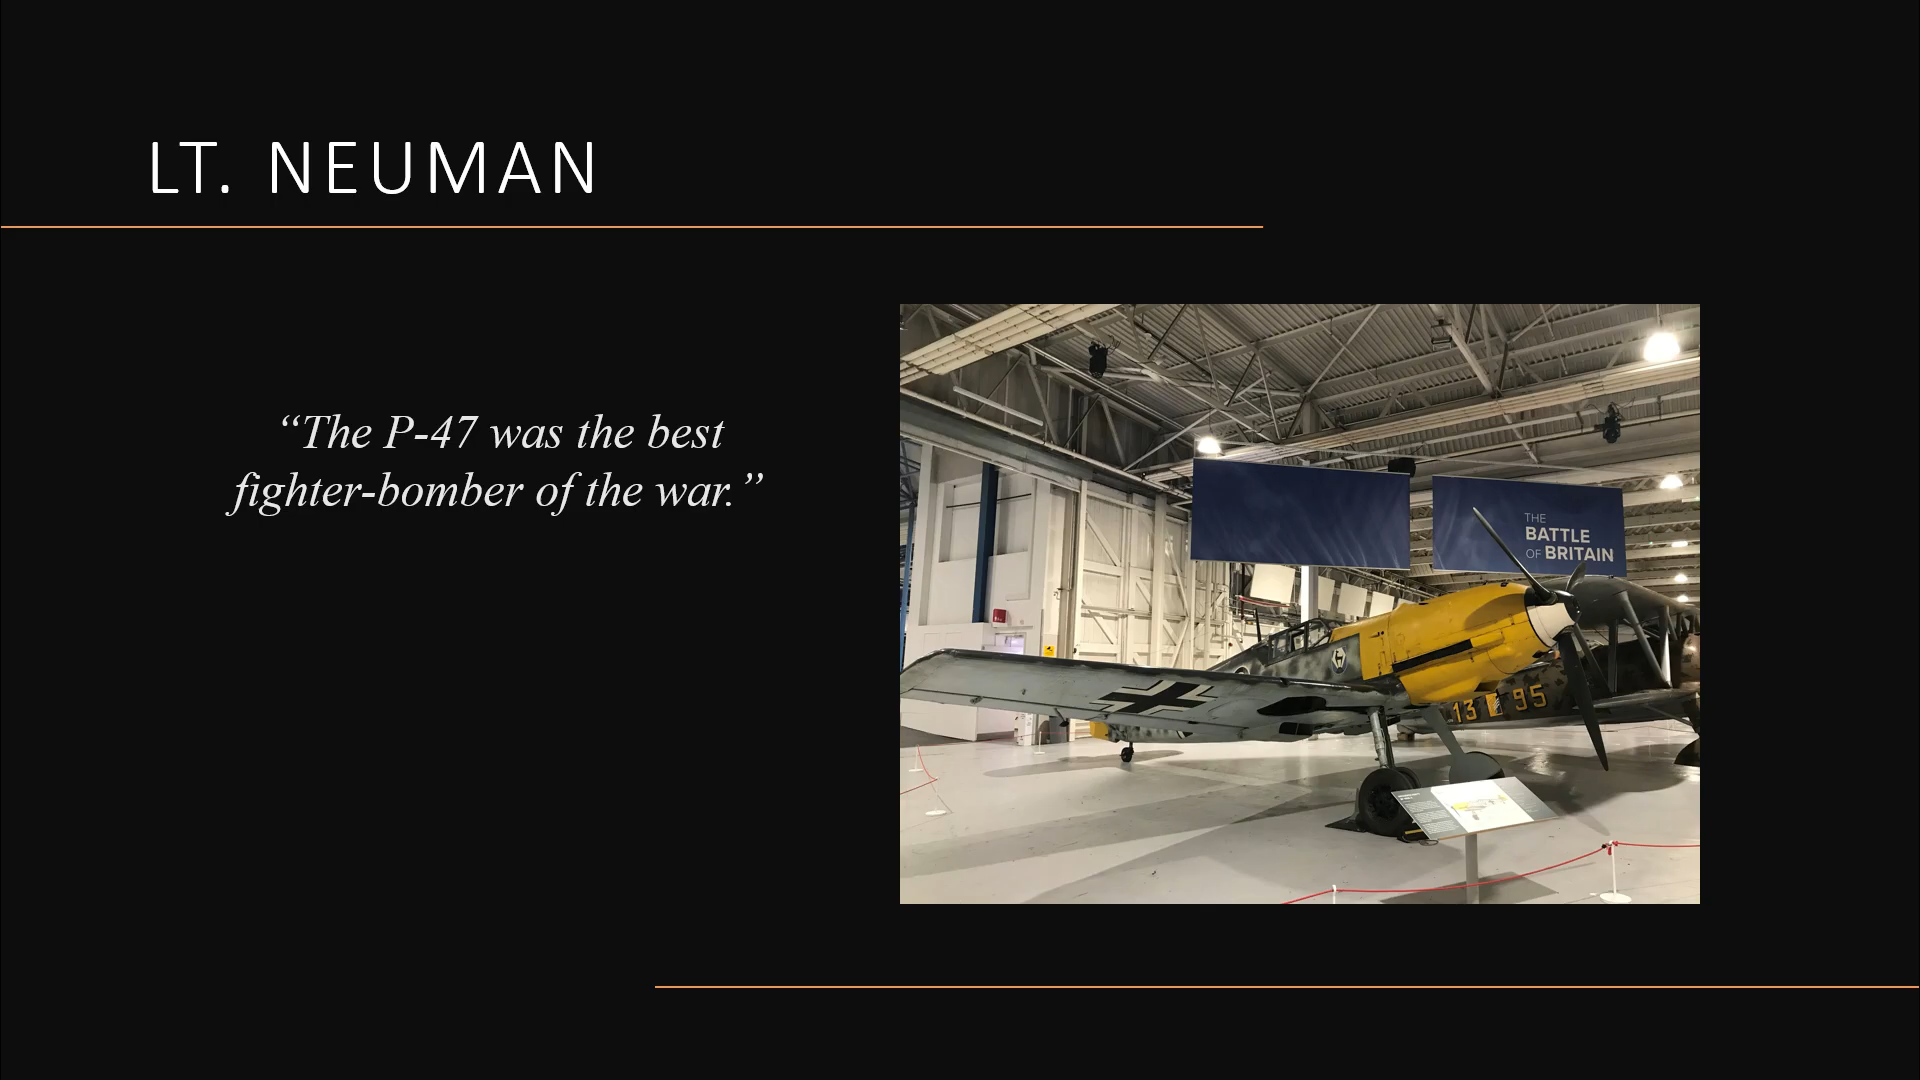 LT. NEUMAN
“The P-47 was the best
fighter-bomber of the war.”
THE
BATTLE
OF BRITAIN
13 95